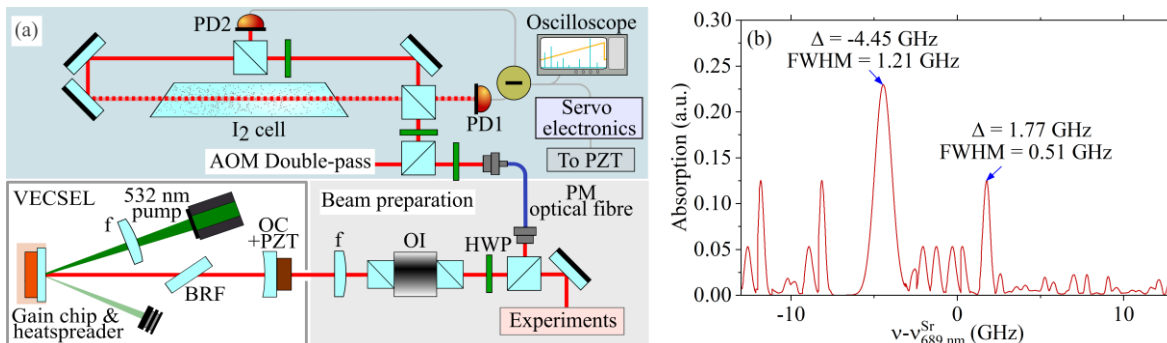 (a)
PD2
Oscilloscope
PD1
Servo
electronics
I2 cell
To PZT
AOM Double-pass
PM
optical fibre
VECSEL
532 nm
pump
f
OC
+PZT
BRF
Gain chip &
heatspreader
Beam preparation
f
OI
HWP
Experiments
(b)
Δ = -4.45 GHz
FWHM = 1.21 GHz
Δ = 1.77 GHz
FWHM = 0.51 GHz
Absorption (a.u.)
0.30
0.25
0.20
0.15
0.10
0.05
0.00
-10
0
10
ν-ν Sr 689 nm (GHz)